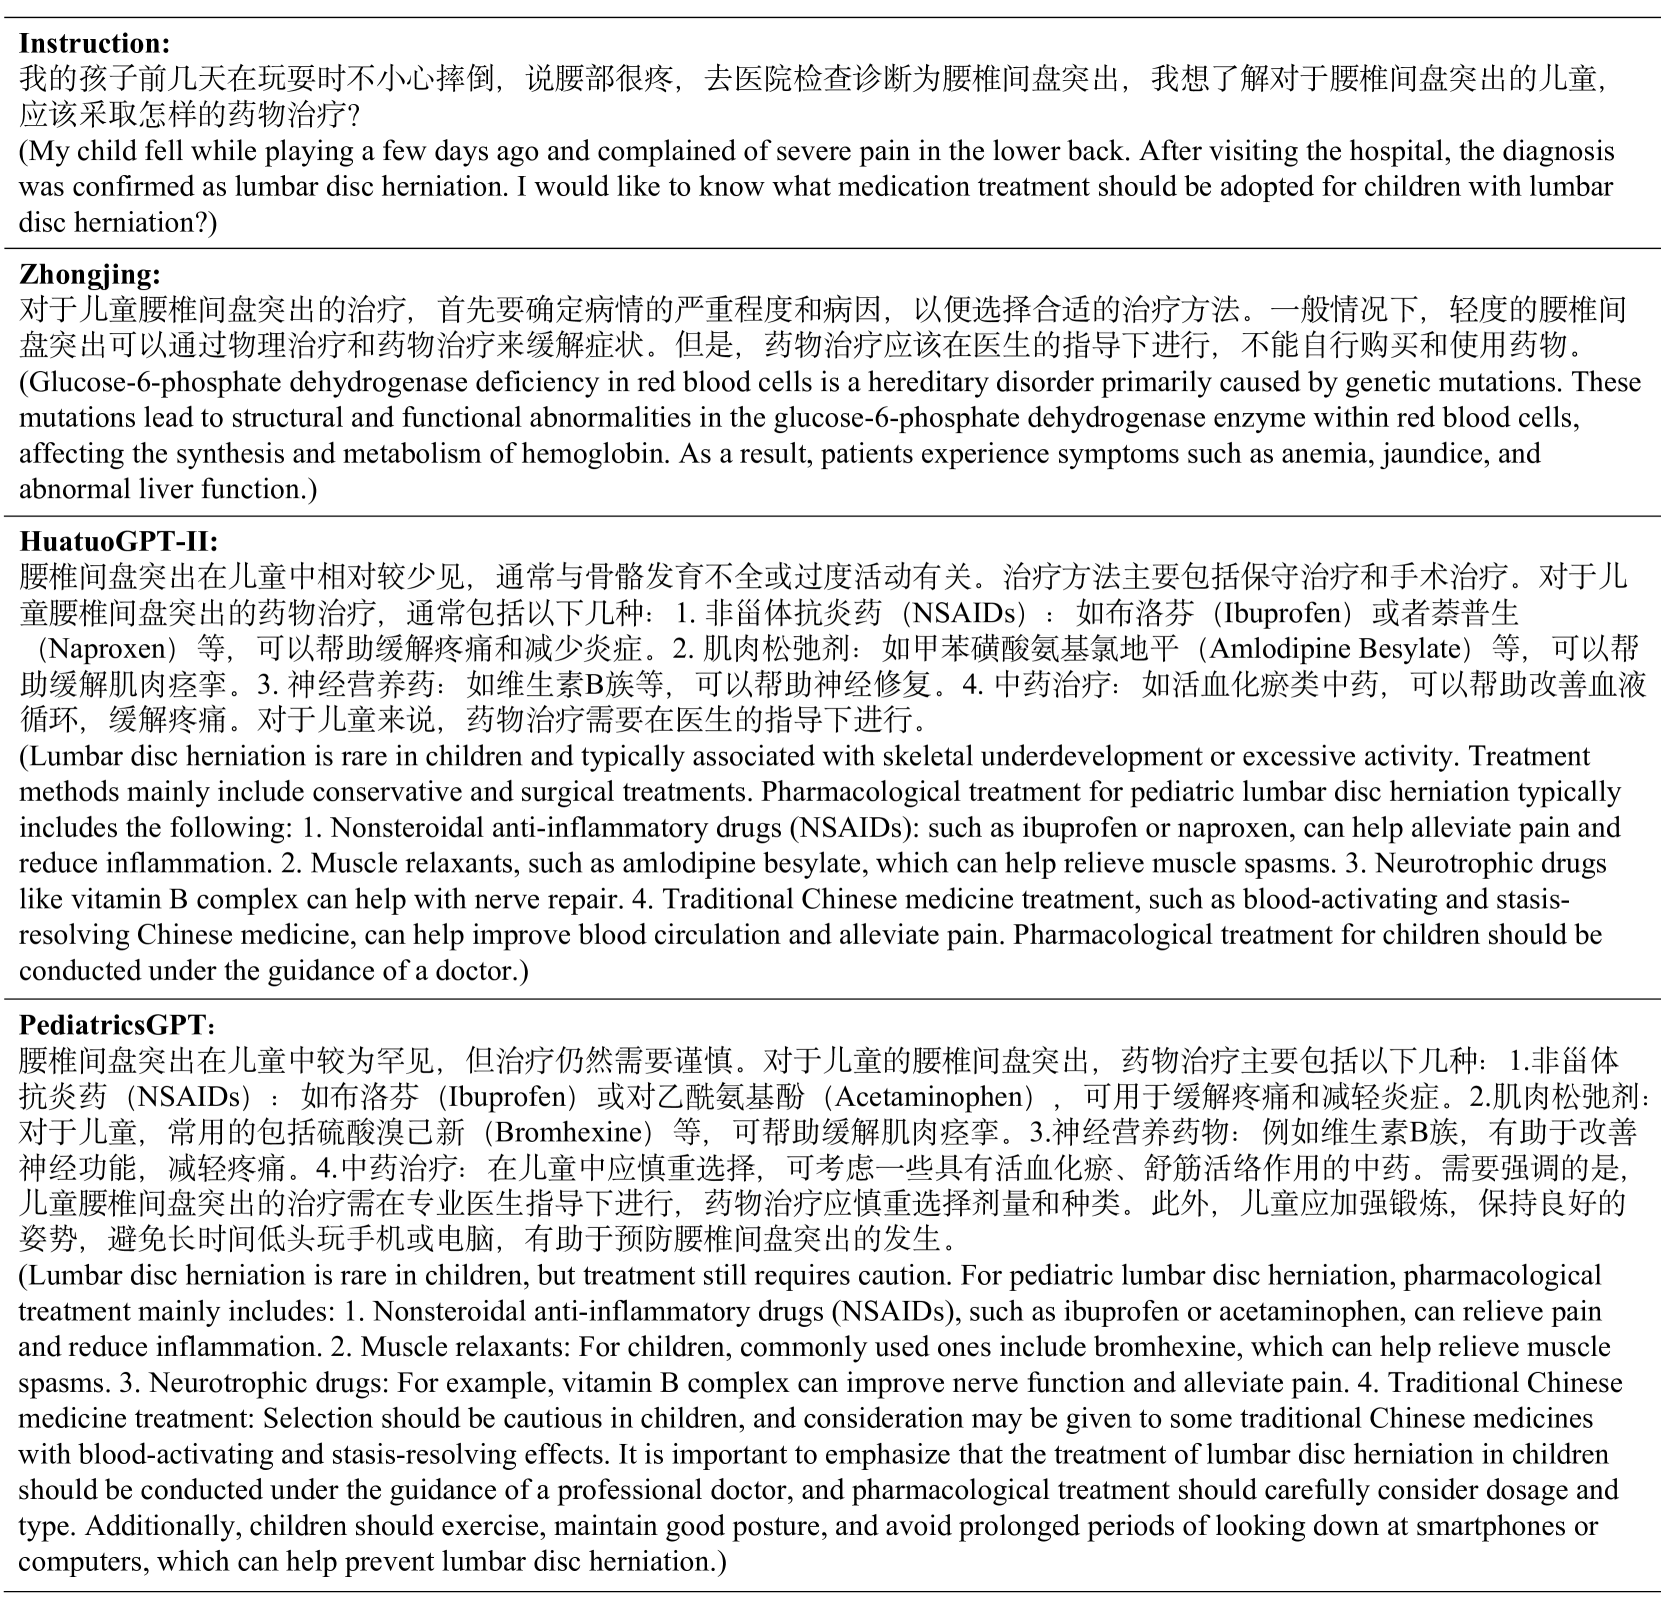 Instruction:
我的孩子前几天在玩耍时不小心摔倒，说腰部很疼，去医院检查诊断为腰椎间盘突出，我想了解对于腰椎间盘突出的儿童，
应该采取怎样的药物治疗?
(My child fell while playing a few days ago and complained of severe pain in the lower back. After visiting the hospital, the diagnosis
was confirmed as lumbar disc herniation. I would like to know what medication treatment should be adopted for children with lumbar
disc herniation?)
Zhongjing:
对于儿童腰椎间盘突出的治疗，首先要确定病情的严重程度和病因，以便选择合适的治疗方法。一般情况下，轻度的腰椎间
盘突出可以通过物理治疗和药物治疗来缓解症状。但是，药物治疗应该在医生的指导下进行，不能自行购买和使用药物。
(Glucose-6-phosphate dehydrogenase deficiency in red blood cells is a hereditary disorder primarily caused by genetic mutations. These
mutations lead to structural and functional abnormalities in the glucose-6-phosphate dehydrogenase enzyme within red blood cells,
affecting the synthesis and metabolism of hemoglobin. As a result, patients experience symptoms such as anemia, jaundice, and
abnormal liver function.)
HuatuoGPT-II:
腰椎间盘突出在儿童中相对较少见，通常与骨骼发育不全或过度活动有关。治疗方法主要包括保守治疗和手术治疗。对于儿
童腰椎间盘突出的药物治疗，通常包括以下几种：1. 非甾体抗炎药（NSAIDs）：如布洛芬（Ibuprofen）或者萘普生
（Naproxen）等，可以帮助缓解疼痛和减少炎症。2. 肌肉松弛剂：如甲苯磺酸氨基氯地平（Amlodipine Besylate）等，可以帮
助缓解肌肉痉挛。3. 神经营养药：如维生素B族等，可以帮助神经修复。4. 中药治疗：如活血化瘀类中药，可以帮助改善血液
循环，缓解疼痛。对于儿童来说，药物治疗需要在医生的指导下进行。
(Lumbar disc herniation is rare in children and typically associated with skeletal underdevelopment or excessive activity. Treatment
methods mainly include conservative and surgical treatments. Pharmacological treatment for pediatric lumbar disc herniation typically
includes the following: 1. Nonsteroidal anti-inflammatory drugs (NSAIDs): such as ibuprofen or naproxen, can help alleviate pain and
reduce inflammation. 2. Muscle relaxants, such as amlodipine besylate, which can help relieve muscle spasms. 3. Neurotrophic drugs
like vitamin B complex can help with nerve repair. 4. Traditional Chinese medicine treatment, such as blood-activating and stasis-
resolving Chinese medicine, can help improve blood circulation and alleviate pain. Pharmacological treatment for children should be
conducted under the guidance of a doctor.)
PediatricsGPT：
腰椎间盘突出在儿童中较为罕见，但治疗仍然需要谨慎。对于儿童的腰椎间盘突出，药物治疗主要包括以下几种：1.非甾体
抗炎药（NSAIDs）：如布洛芬（Ibuprofen）或对乙酰氨基酚（Acetaminophen），可用于缓解疼痛和减轻炎症。2.肌肉松弛剂：
对于儿童，常用的包括硫酸溴己新（Bromhexine）等，可帮助缓解肌肉痉挛。3.神经营养药物：例如维生素B族，有助于改善
神经功能，减轻疼痛。4.中药治疗：在儿童中应慎重选择，可考虑一些具有活血化瘀、舒筋活络作用的中药。需要强调的是，
儿童腰椎间盘突出的治疗需在专业医生指导下进行，药物治疗应慎重选择剂量和种类。此外，儿童应加强锻炼，保持良好的
姿势，避免长时间低头玩手机或电脑，有助于预防腰椎间盘突出的发生。
(Lumbar disc herniation is rare in children, but treatment still requires caution. For pediatric lumbar disc herniation, pharmacological
treatment mainly includes: 1. Nonsteroidal anti-inflammatory drugs (NSAIDs), such as ibuprofen or acetaminophen, can relieve pain
and reduce inflammation. 2. Muscle relaxants: For children, commonly used ones include bromhexine, which can help relieve muscle
spasms. 3. Neurotrophic drugs: For example, vitamin B complex can improve nerve function and alleviate pain. 4. Traditional Chinese
medicine treatment: Selection should be cautious in children, and consideration may be given to some traditional Chinese medicines
with blood-activating and stasis-resolving effects. It is important to emphasize that the treatment of lumbar disc herniation in children
should be conducted under the guidance of a professional doctor, and pharmacological treatment should carefully consider dosage and
type. Additionally, children should exercise, maintain good posture, and avoid prolonged periods of looking down at smartphones or
computers, which can help prevent lumbar disc herniation.)